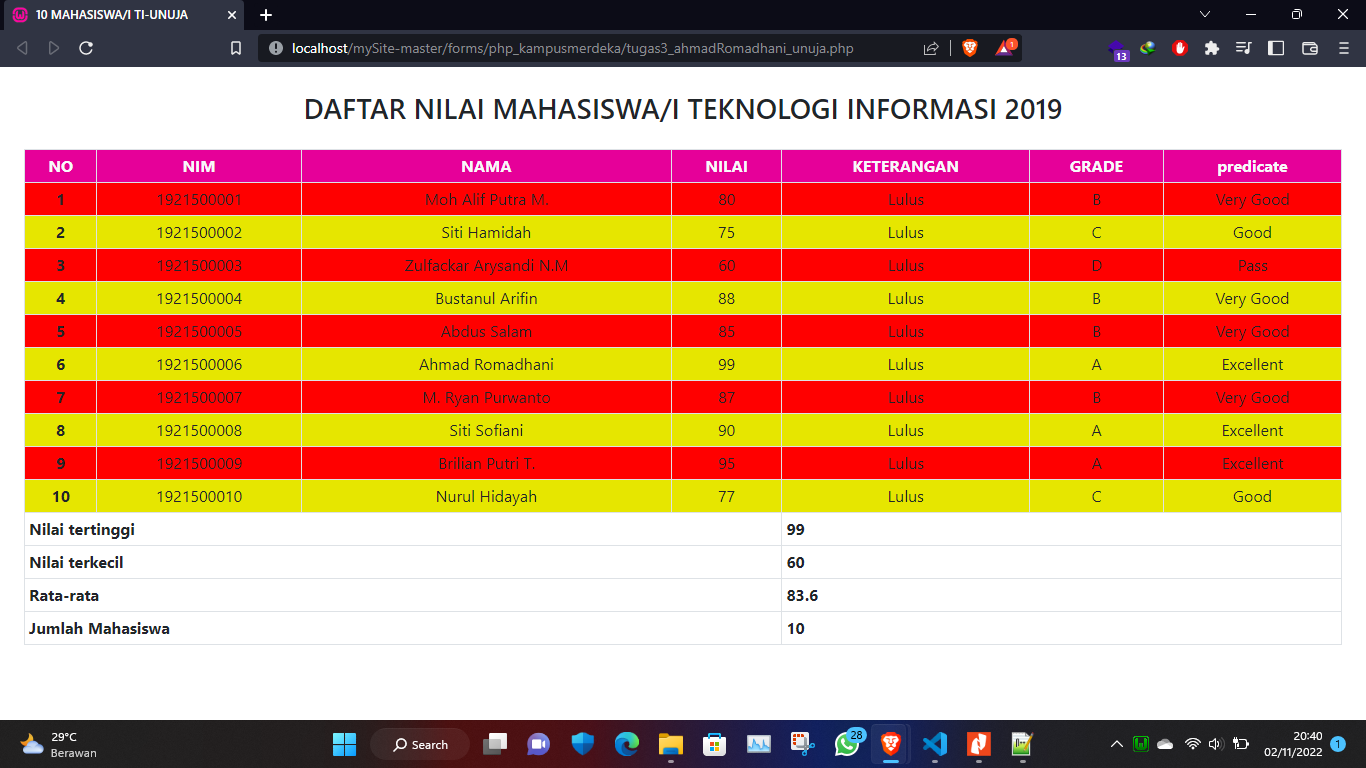 10 MAHASISWA/I TI-UNUJA
localhost/mySite-master/forms/php_kampusmerdeka/tugas3_ahmadRomadhani_unuja.php
1
13
DAFTAR NILAI MAHASISWA/I TEKNOLOGI INFORMASI 2019
NO NIM NAMA NILAI KETERANGAN GRADE predicate
1 1921500001 Moh Alif Putra M. 80 Lulus B Very Good
2 1921500002 Siti Hamidah 75 Lulus C Good
3 1921500003 Zulfackar Arysandi N.M 60 Lulus D Pass
4 1921500004 Bustanul Arifin 88 Lulus B Very Good
5 1921500005 Abdus Salam 85 Lulus B Very Good
6 1921500006 Ahmad Romadhani 99 Lulus A Excellent
7 1921500007 M. Ryan Purwanto 87 Lulus B Very Good
8 1921500008 Siti Sofiani 90 Lulus A Excellent
9 1921500009 Brilian Putri T. 95 Lulus A Excellent
10 1921500010 Nurul Hidayah 77 Lulus C Good
Nilai tertinggi 99
Nilai terkecil 60
Rata-rata 83.6
Jumlah Mahasiswa 10
29°C
Berawan
Search
28
20:40
02/11/2022
1